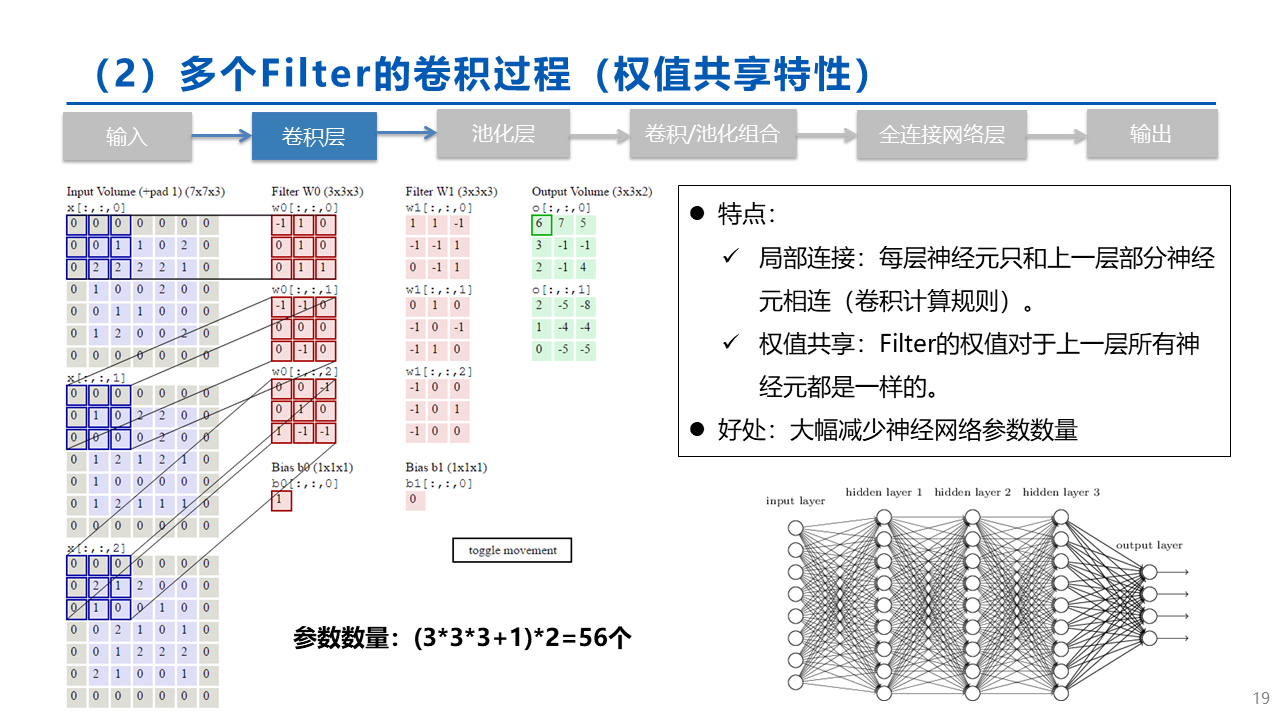 （2）多个Filter的卷积过程（权值共享特性）
输入
卷积层
池化层
卷积/池化组合
全连接网络层
输出
Input Volume (+pad 1) (7x7x3)
x[:,:,0]
0 0 0 0 0 0 0
0 0 1 1 0 2 0
0 2 2 2 2 1 0
0 1 0 0 2 0 0
0 0 1 1 0 0 0
0 1 2 0 0 2 0
0 0 0 0 0 0 0
x[:,:,1]
0 0 0 0 0 0 0
0 1 0 2 2 0 0
0 0 0 0 2 0 0
0 1 2 1 2 1 0
0 1 0 0 0 0 0
0 1 2 1 1 1 0
0 0 0 0 0 0 0
x[:,:,2]
0 0 0 0 0 0 0
0 2 1 2 0 0 0
0 1 0 0 1 0 0
0 0 2 1 0 1 0
0 0 1 2 2 2 0
0 2 1 0 0 1 0
0 0 0 0 0 0 0
Filter W0 (3x3x3)
w0[:,:,0]
-1 1 0
0 1 0
0 1 1
w0[:,:,1]
-1 -1 0
0 0 0
0 -1 0
w0[:,:,2]
0 0 -1
0 1 0
1 -1 -1
Bias b0 (1x1x1)
b0[:,:,0]
1
Filter W1 (3x3x3)
w1[:,:,0]
1 1 -1
-1 -1 1
0 -1 1
w1[:,:,1]
0 1 0
-1 0 -1
-1 1 0
w1[:,:,2]
-1 0 0
-1 0 1
-1 0 0
Bias b1 (1x1x1)
b1[:,:,0]
0
Output Volume (3x3x2)
o[:,:,0]
6 7 5
3 -1 -1
2 -1 4
o[:,:,1]
2 -5 -8
1 -4 -4
0 -5 -5
toggle movement
参数数量：(3*3*3+1)*2=56个
特点：
局部连接：每层神经元只和上一层部分神经
元相连（卷积计算规则）。
权值共享：Filter的权值对于上一层所有神
经元都是一样的。
好处：大幅减少神经网络参数数量
input layer
hidden layer 1 hidden layer 2 hidden layer 3
output layer
19